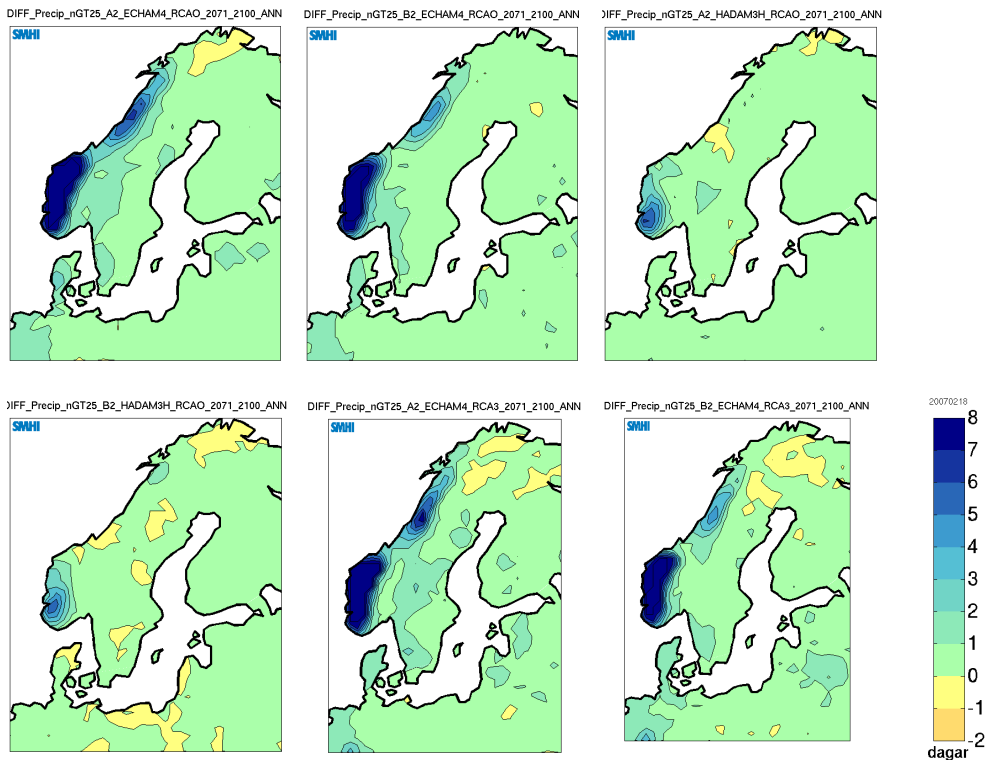 DIFF_Precip_nGT25_A2_ECHAM4_RCAO_2071_2100_ANN
DIFF_Precip_nGT25_B2_ECHAM4_RCAO_2071_2100_ANN
DIFF_Precip_nGT25_A2_HADAM3H_RCAO_2071_2100_ANN
SMHI
SMHI
SMHI
DIFF_Precip_nGT25_B2_HADAM3H_RCAO_2071_2100_ANN
DIFF_Precip_nGT25_A2_ECHAM4_RCA3_2071_2100_ANN
DIFF_Precip_nGT25_B2_ECHAM4_RCA3_2071_2100_ANN
SMHI
SMHI
SMHI
20070218
8
7
6
5
4
3
2
1
0
-1
-2
dagar